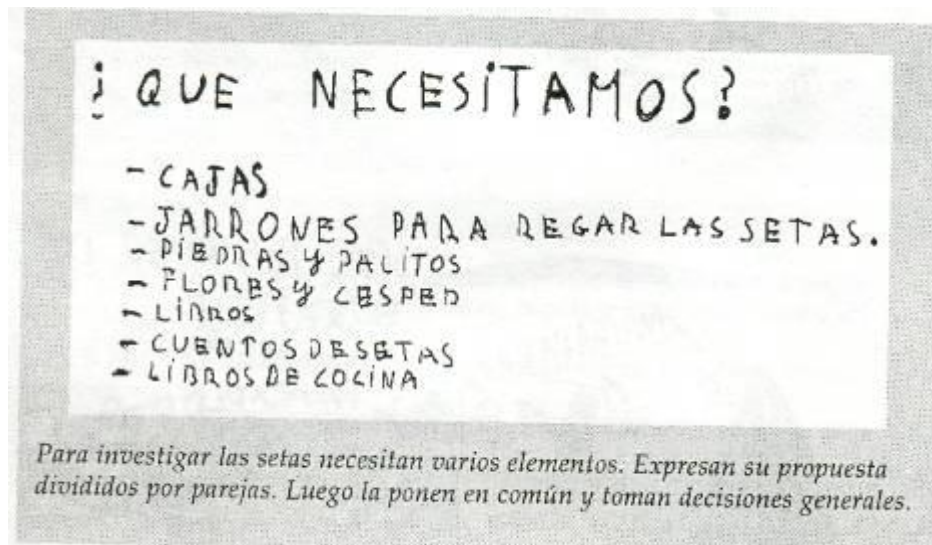 ¿QUE NECESITAMOS?
- CAJAS
- JARRONES PARA REGAR LAS SETAS.
- PIEDRAS Y PALITOS
- FLORES Y CESPED
- LIBROS
- CUENTOS DE SETAS
- LIBROS DE COCINA
Para investigar las setas necesitan varios elementos. Expresan su propuesta
divididos por parejas. Luego la ponen en común y toman decisiones generales.